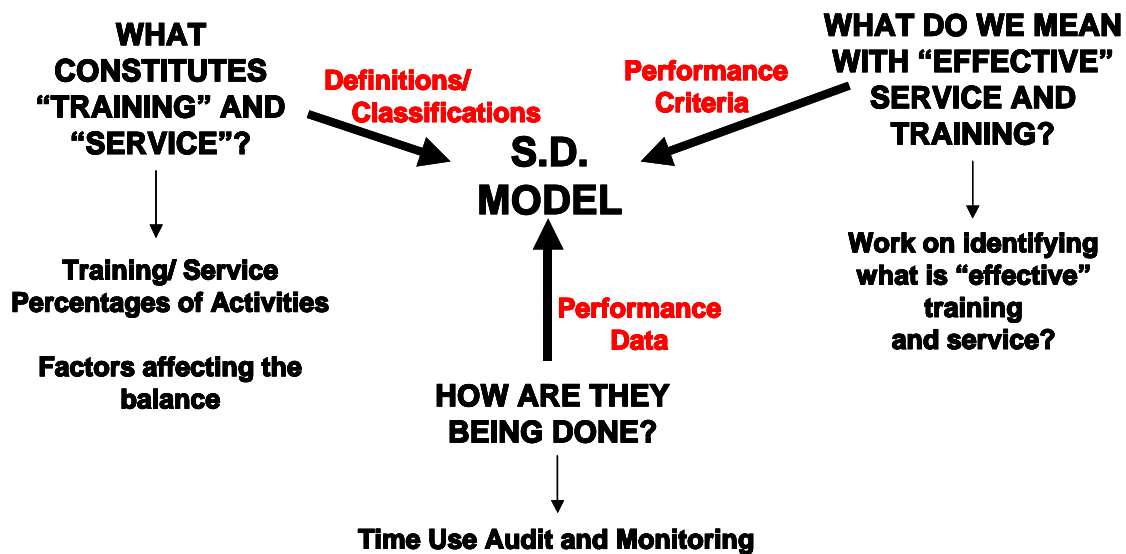 WHAT
CONSTITUTES
“TRAINING” AND
“SERVICE”?
Definitions/
Classifications
Performance
Criteria
WHAT DO WE MEAN
WITH “EFFECTIVE”
SERVICE AND
TRAINING?
S.D.
MODEL
Training/ Service
Percentages of Activities
Factors affecting the
balance
Performance
Data
Work on identifying
what is “effective”
training
and service?
HOW ARE THEY
BEING DONE?
Time Use Audit and Monitoring